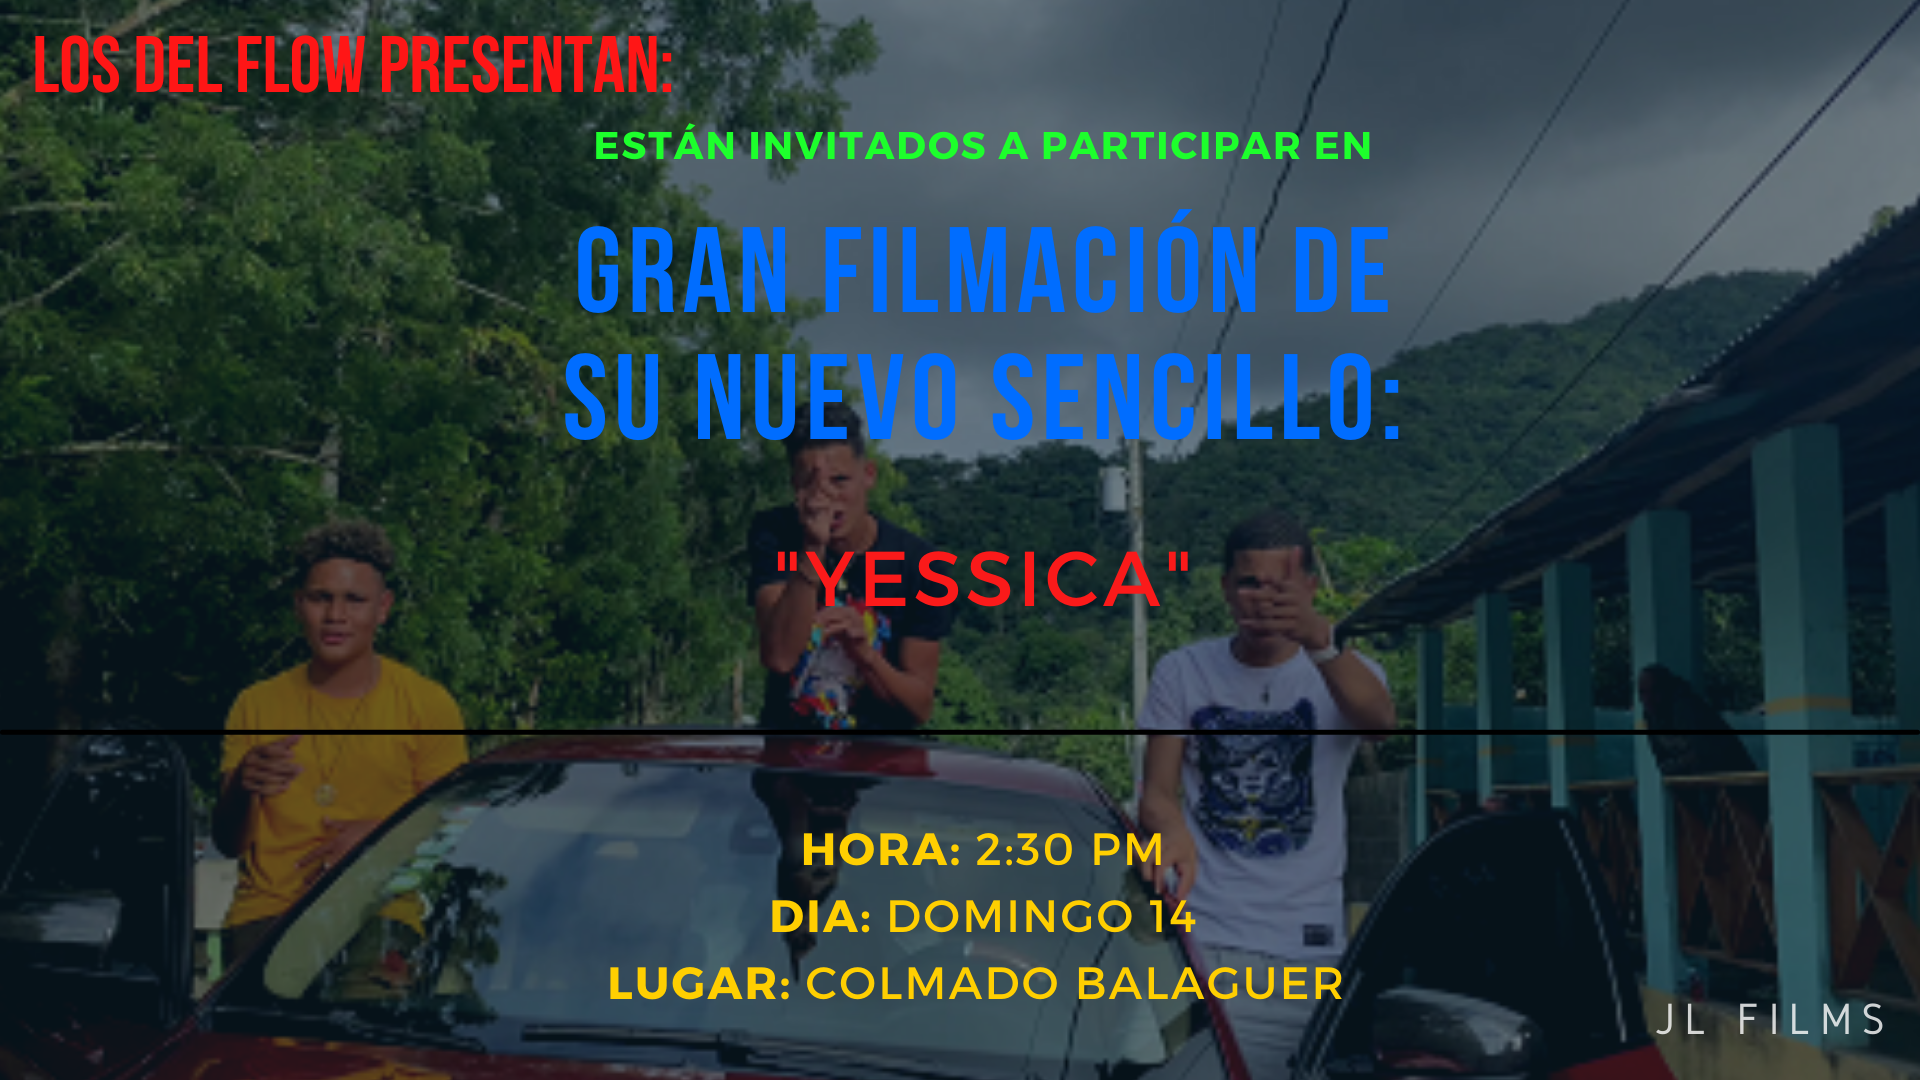 LOS DEL FLOW PRESENTAN:
ESTÁN INVITADOS A PARTICIPAR EN
GRAN FILMACIÓN DE
SU NUEVO SENCILLO:
"YESSICA"
HORA: 2:30 PM
DIA: DOMINGO 14
LUGAR: COLMADO BALAGUER
JL FILMS